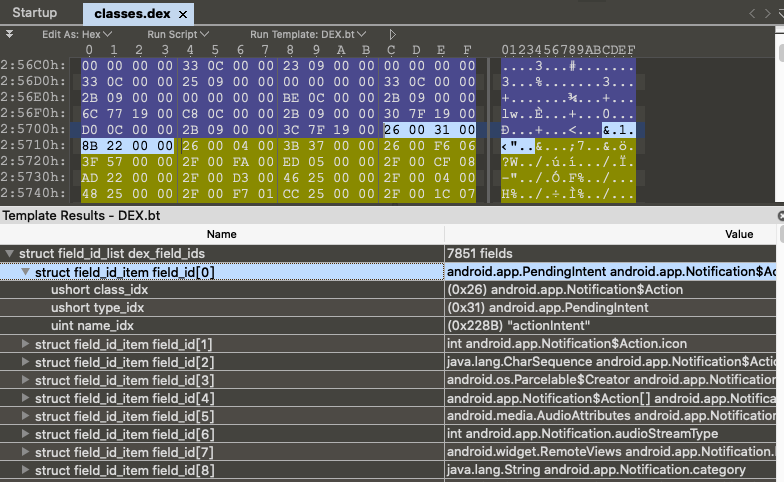 Startup classes.dex ×
Edit As: Hex Run Script Run Template: DEX.bt
0 1 2 3 4 5 6 7 8 9 A B C D E F 0123456789ABCDEF
2:56C0h: 00 00 00 00 33 0C 00 00 23 09 00 00 00 00 00 00 ....3...#.......
2:56D0h: 33 0C 00 00 25 09 00 00 00 00 00 00 33 0C 00 00 3...%.......3...
2:56E0h: 2B 09 00 00 00 00 00 00 BE 0C 00 00 2B 09 00 00 +.......¾...+...
2:56F0h: 6C 77 19 00 C8 0C 00 00 2B 09 00 00 30 7F 19 00 lw..È...+...0...
2:5700h: D0 0C 00 00 2B 09 00 00 3C 7F 19 00 26 00 31 00 Ð...+...<...&.1.
2:5710h: 8B 22 00 00 26 00 04 00 3B 37 00 00 26 00 F6 06 ‹"..&...;7..&.ö.
2:5720h: 3F 57 00 00 2F 00 FA 00 ED 05 00 00 2F 00 CF 08 ?W../.ú.í.../.Ï.
2:5730h: AD 22 00 00 2F 00 D3 00 46 25 00 00 2F 00 04 00 -"../.Ó.F%../...
2:5740h: 48 25 00 00 2F 00 F7 01 CC 25 00 00 2F 00 1C 07 H%../.÷.Ì%../...
Template Results - DEX.bt
Name Value
struct field_id_list dex_field_ids 7851 fields
struct field_id_item field_id[0] android.app.PendingIntent android.app.Notification$Ac
ushort class_idx (0x26) android.app.Notification$Action
ushort type_idx (0x31) android.app.PendingIntent
uint name_idx (0x228B) "actionIntent"
struct field_id_item field_id[1] int android.app.Notification$Action.icon
struct field_id_item field_id[2] java.lang.CharSequence android.app.Notification$Actio
struct field_id_item field_id[3] android.os.Parcelable$Creator android.app.Notification
struct field_id_item field_id[4] android.app.Notification$Action[] android.app.Notificat
struct field_id_item field_id[5] android.media.AudioAttributes android.app.Notification
struct field_id_item field_id[6] int android.app.Notification.audioStreamType
struct field_id_item field_id[7] android.widget.RemoteViews android.app.Notification.
struct field_id_item field_id[8] java.lang.String android.app.Notification.category